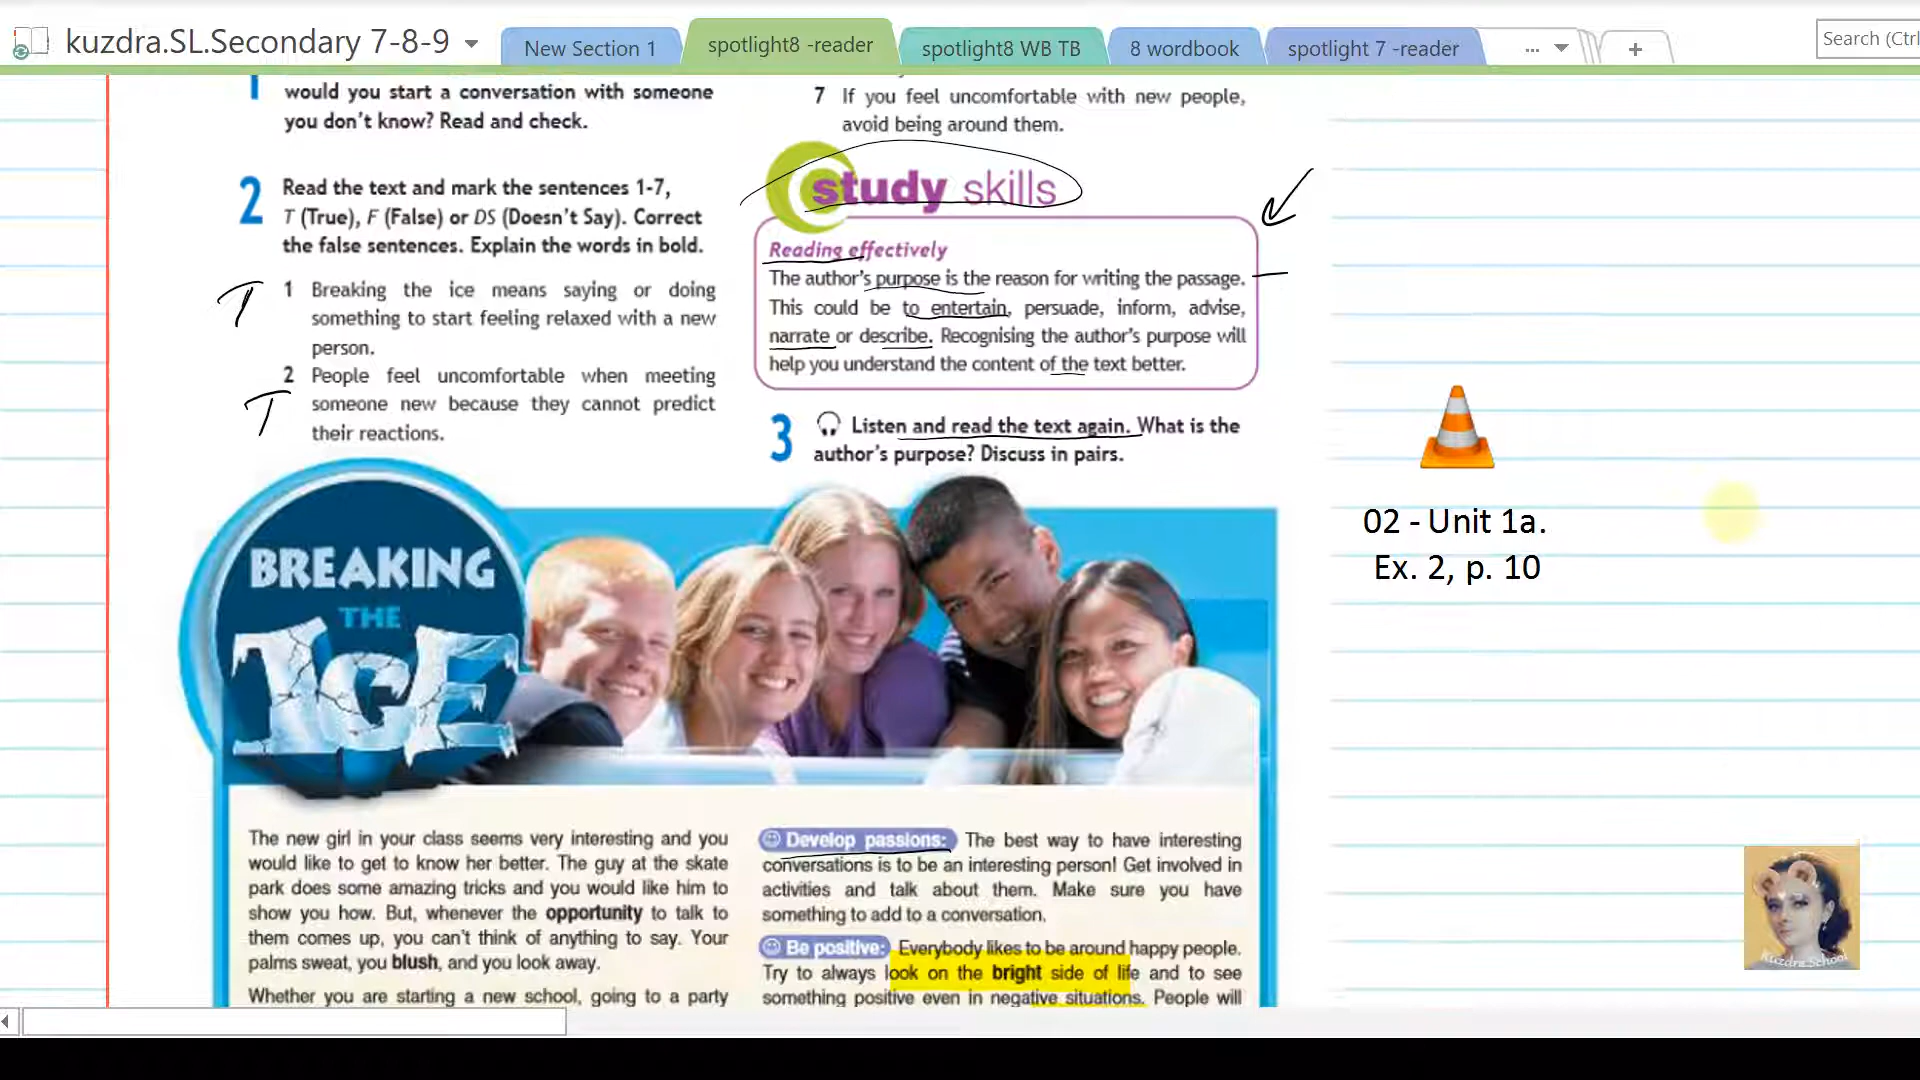 kuzdra.SL.Secondary 7-8-9
New Section 1
spotlight8 -reader
spotlight8 WB TB
8 wordbook
spotlight 7 -reader
...
+
Search (Ctrl
1
would you start a conversation with someone
you don't know? Read and check.
2
Read the text and mark the sentences 1-7,
T (True), F (False) or DS (Doesn't Say). Correct
the false sentences. Explain the words in bold.
T
1 Breaking the ice means saying or doing
something to start feeling relaxed with a new
person.
T
2 People feel uncomfortable when meeting
someone new because they cannot predict
their reactions.
7 If you feel uncomfortable with new people,
avoid being around them.
study skills
Reading effectively
The author's purpose is the reason for writing the passage.
This could be to entertain, persuade, inform, advise,
narrate or describe. Recognising the author's purpose will
help you understand the content of the text better.
3 Listen and read the text again. What is the
author's purpose? Discuss in pairs.
02 - Unit 1a.
Ex. 2, p. 10
BREAKING
THE
ICE
The new girl in your class seems very interesting and you
would like to get to know her better. The guy at the skate
park does some amazing tricks and you would like him to
show you how. But, whenever the opportunity to talk to
them comes up, you can't think of anything to say. Your
palms sweat, you blush, and you look away.
Whether you are starting a new school, going to a party
Develop passions: The best way to have interesting
conversations is to be an interesting person! Get involved in
activities and talk about them. Make sure you have
something to add to a conversation.
Be positive: Everybody likes to be around happy people.
Try to always look on the bright side of life and to see
something positive even in negative situations. People will
Kuzdra.School